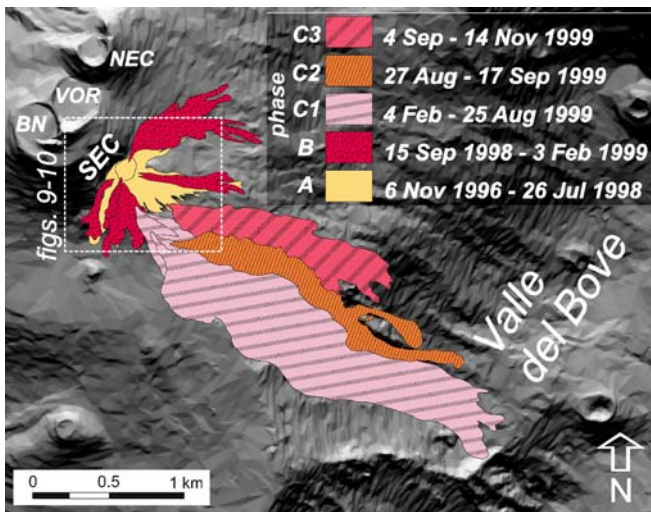 NEC
VOR
BN
SEC
figs. 9-10
phase
C3 4 Sep - 14 Nov 1999
C2 27 Aug - 17 Sep 1999
C1 4 Feb - 25 Aug 1999
B 15 Sep 1998 - 3 Feb 1999
A 6 Nov 1996 - 26 Jul 1998
Valle
del Bove
0 0.5 1 km
N